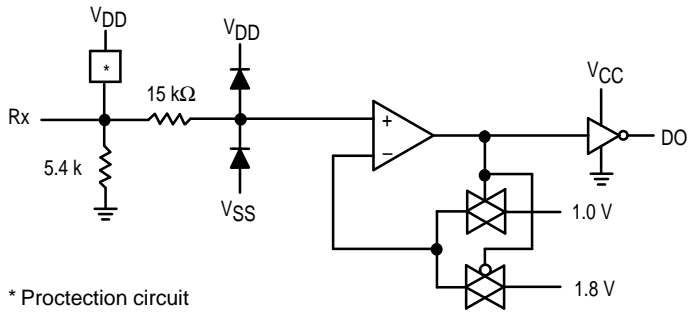 VDD
*
Rx
15 kΩ
5.4 k
VDD
VSS
+
–
VCC
DO
1.0 V
1.8 V
* Proctection circuit